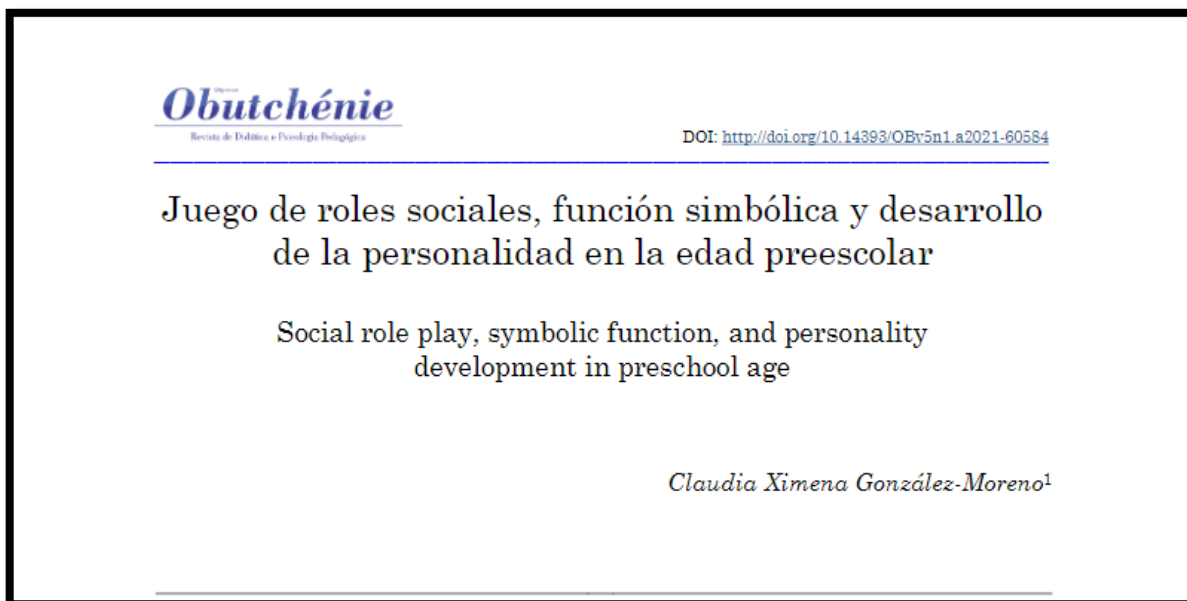 Obutchénie
Revista de Didática e Psicologia Pedagógica
DOI: http://doi.org/10.14393/OBv5n1.a2021-60584
Juego de roles sociales, función simbólica y desarrollo
de la personalidad en la edad preescolar
Social role play, symbolic function, and personality
development in preschool age
Claudia Ximena González-Moreno1